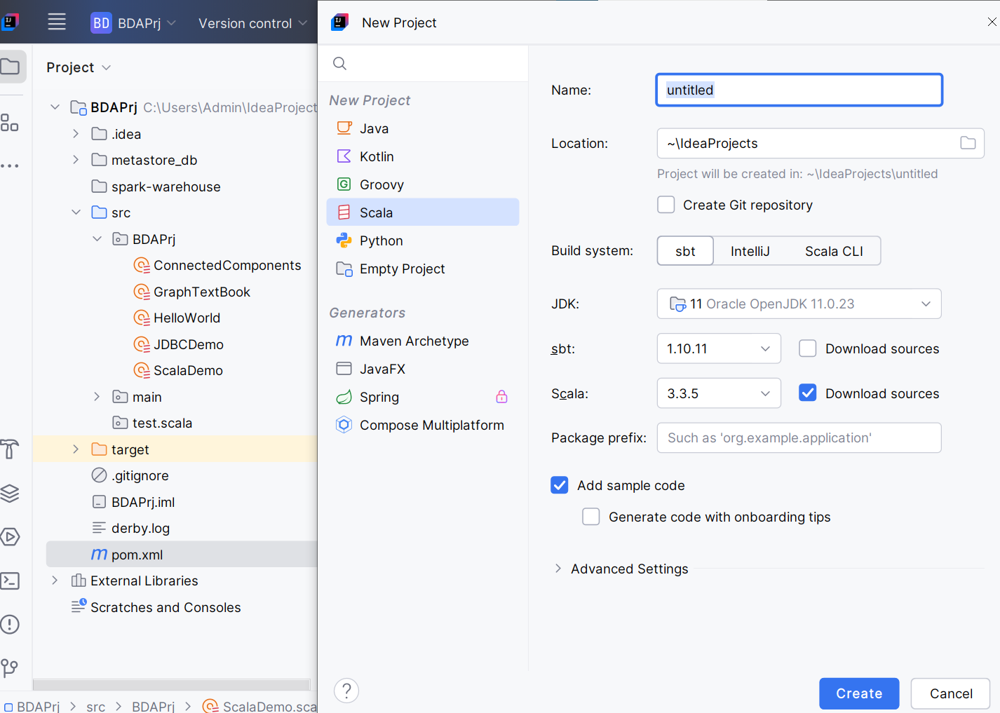 BD BDAPrj Version control
Project
BDAPrj C:\Users\Admin\IdeaProject
.idea
metastore_db
spark-warehouse
src
BDAPrj
ConnectedComponents
GraphTextBook
HelloWorld
JDBCDemo
ScalaDemo
main
test.scala
target
.gitignore
BDAPrj.iml
derby.log
pom.xml
External Libraries
Scratches and Consoles
BDAPrj src BDAPrj ScalaDemo.sca
New Project
New Project
Java
Kotlin
Groovy
Scala
Python
Empty Project
Generators
Maven Archetype
JavaFX
Spring
Compose Multiplatform
Name: untitled
Location: ~\IdeaProjects
Project will be created in: ~\IdeaProjects\untitled
Create Git repository
Build system: sbt IntelliJ Scala CLI
JDK: 11 Oracle OpenJDK 11.0.23
sbt: 1.10.11 Download sources
Scala: 3.3.5 Download sources
Package prefix: Such as 'org.example.application'
Add sample code
Generate code with onboarding tips
Advanced Settings
? Create Cancel